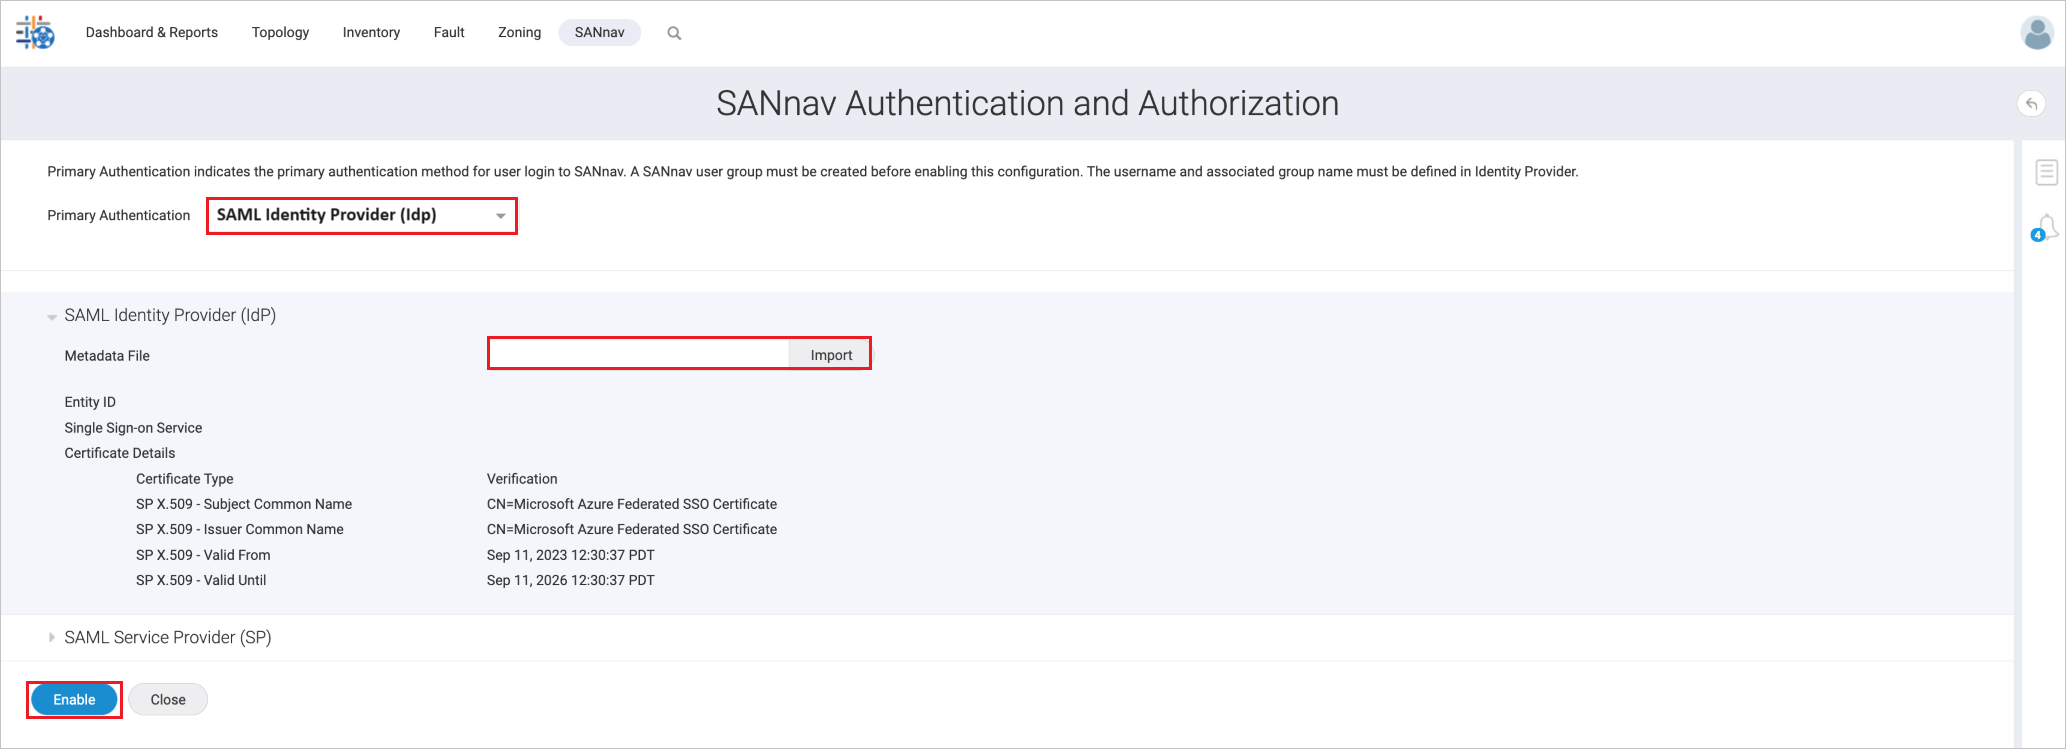 Dashboard & Reports Topology Inventory Fault Zoning SANnav
SANnav Authentication and Authorization
Primary Authentication indicates the primary authentication method for user login to SANnav. A SANnav user group must be created before enabling this configuration. The username and associated group name must be defined in Identity Provider.
Primary Authentication SAML Identity Provider (Idp)
4
SAML Identity Provider (IdP)
Metadata File Import
Entity ID
Single Sign-on Service
Certificate Details
Certificate Type Verification
SP X.509 - Subject Common Name CN=Microsoft Azure Federated SSO Certificate
SP X.509 - Issuer Common Name CN=Microsoft Azure Federated SSO Certificate
SP X.509 - Valid From Sep 11, 2023 12:30:37 PDT
SP X.509 - Valid Until Sep 11, 2026 12:30:37 PDT
SAML Service Provider (SP)
Enable Close